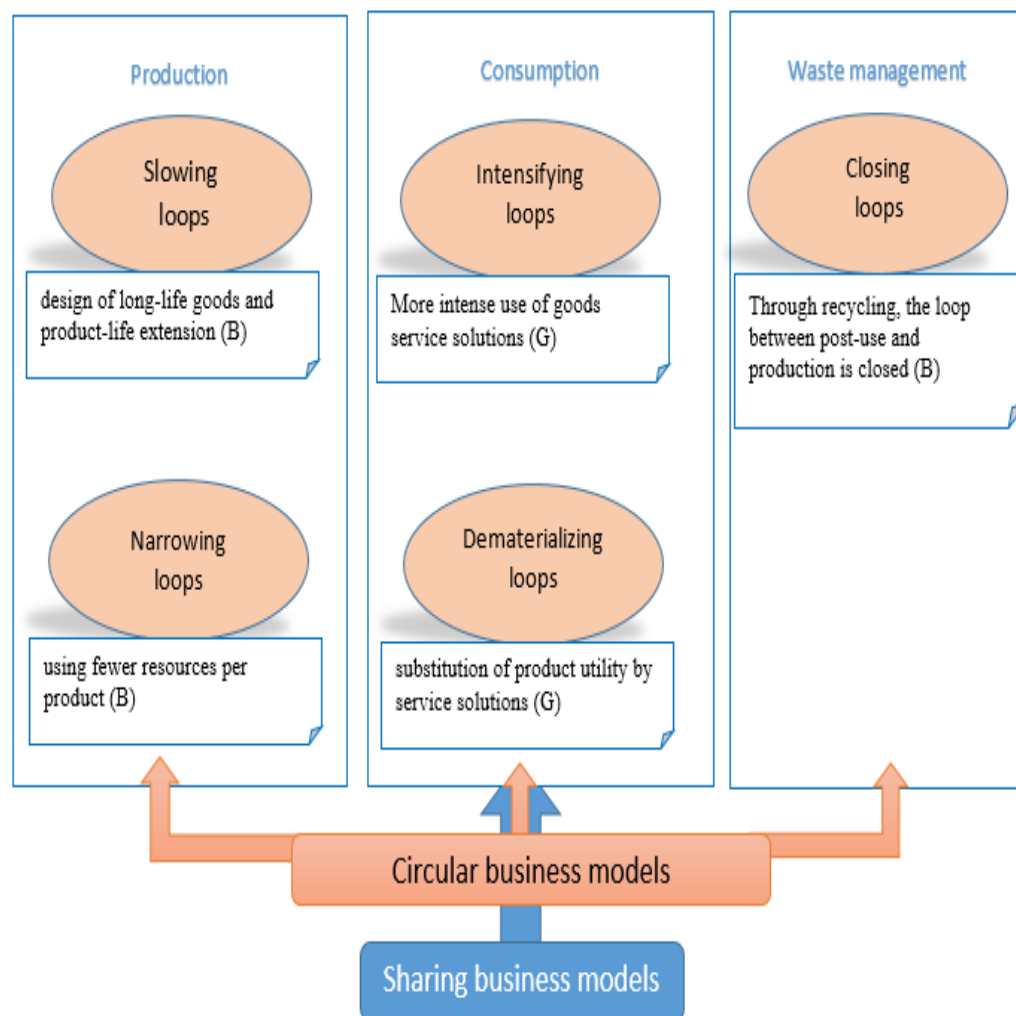 Production
Slowing
loops
design of long-life goods and
product-life extension (B)
Narrowing
loops
using fewer resources per
product (B)
Consumption
Intensifying
loops
More intense use of goods
service solutions (G)
Dematerializing
loops
substitution of product utility by
service solutions (G)
Waste management
Closing
loops
Through recycling, the loop
between post-use and
production is closed (B)
Circular business models
Sharing business models